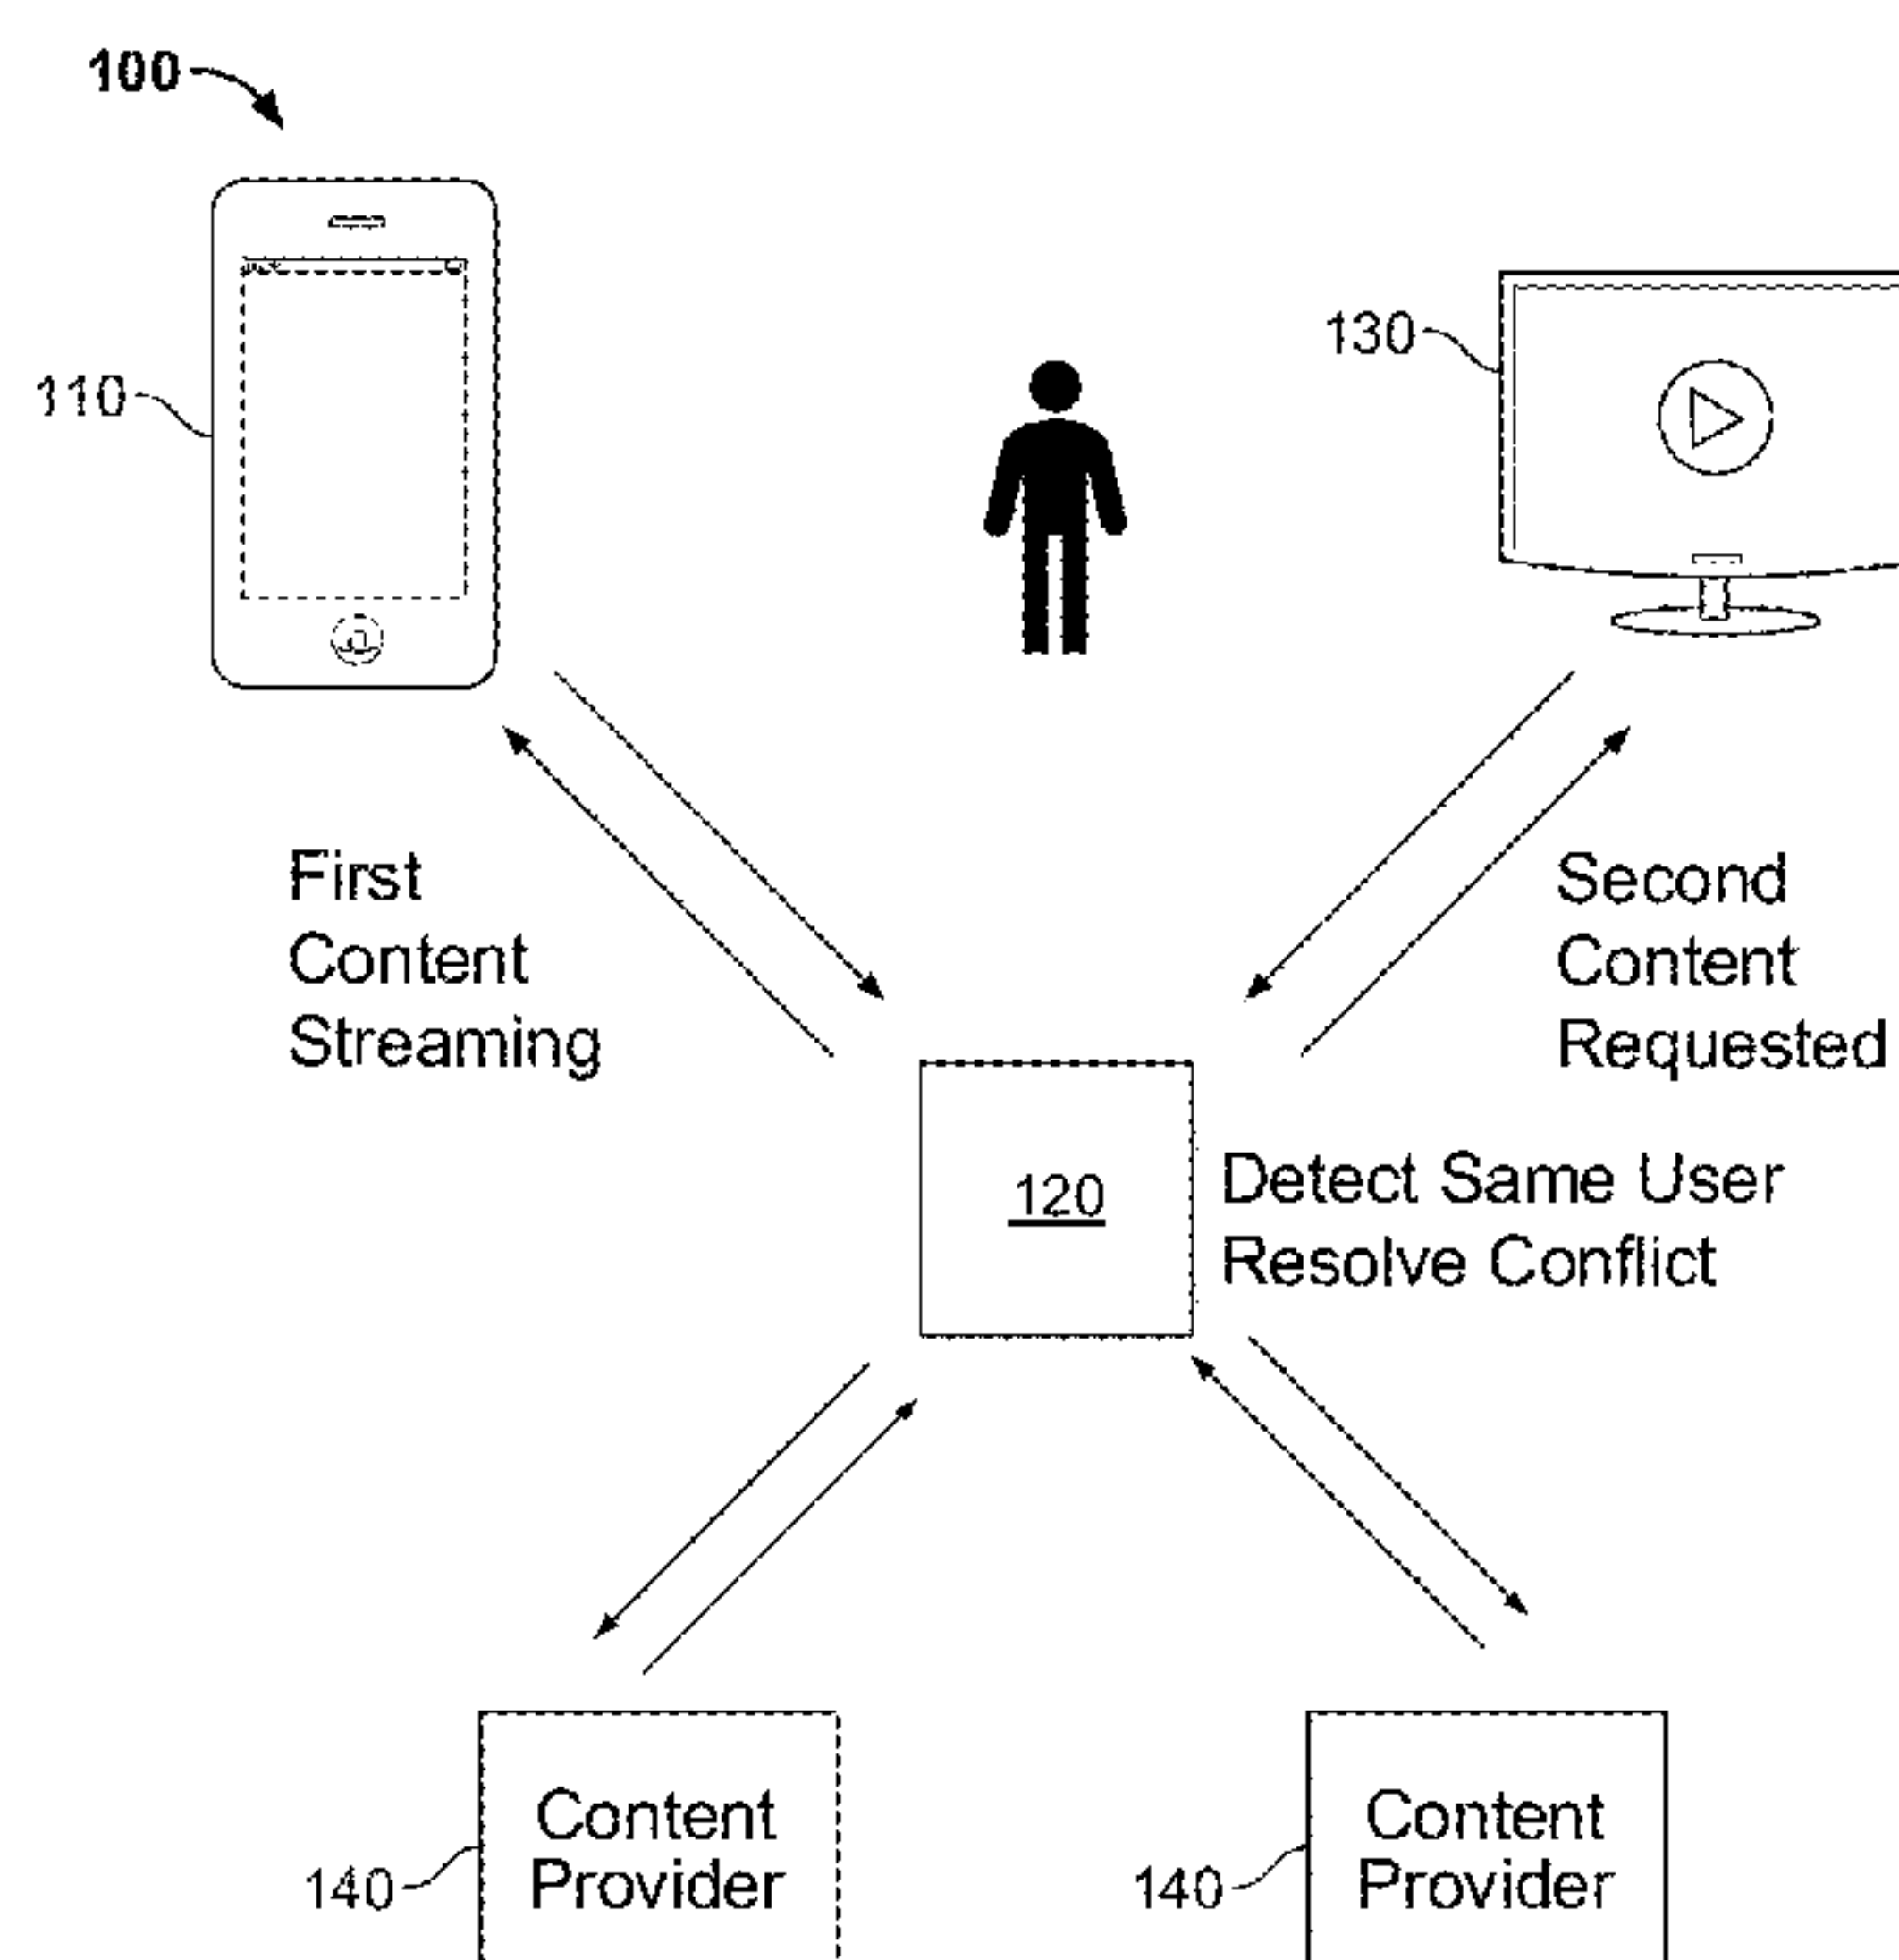 100
110
130
First
Content
Streaming
Second
Content
Requested
120
Detect Same User
Resolve Conflict
Content
Provider
140
Content
Provider
140